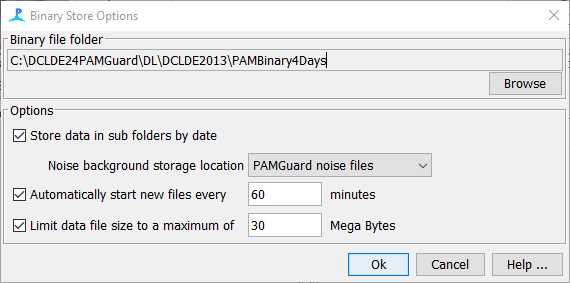 Binary Store Options
Binary file folder
C:\DCLDE24PAMGuard\DL\DCLDE2013\PAMBinary4Days
Browse
Options
Store data in sub folders by date
Noise background storage location PAMGuard noise files
Automatically start new files every 60 minutes
Limit data file size to a maximum of 30 Mega Bytes
Ok Cancel Help ...